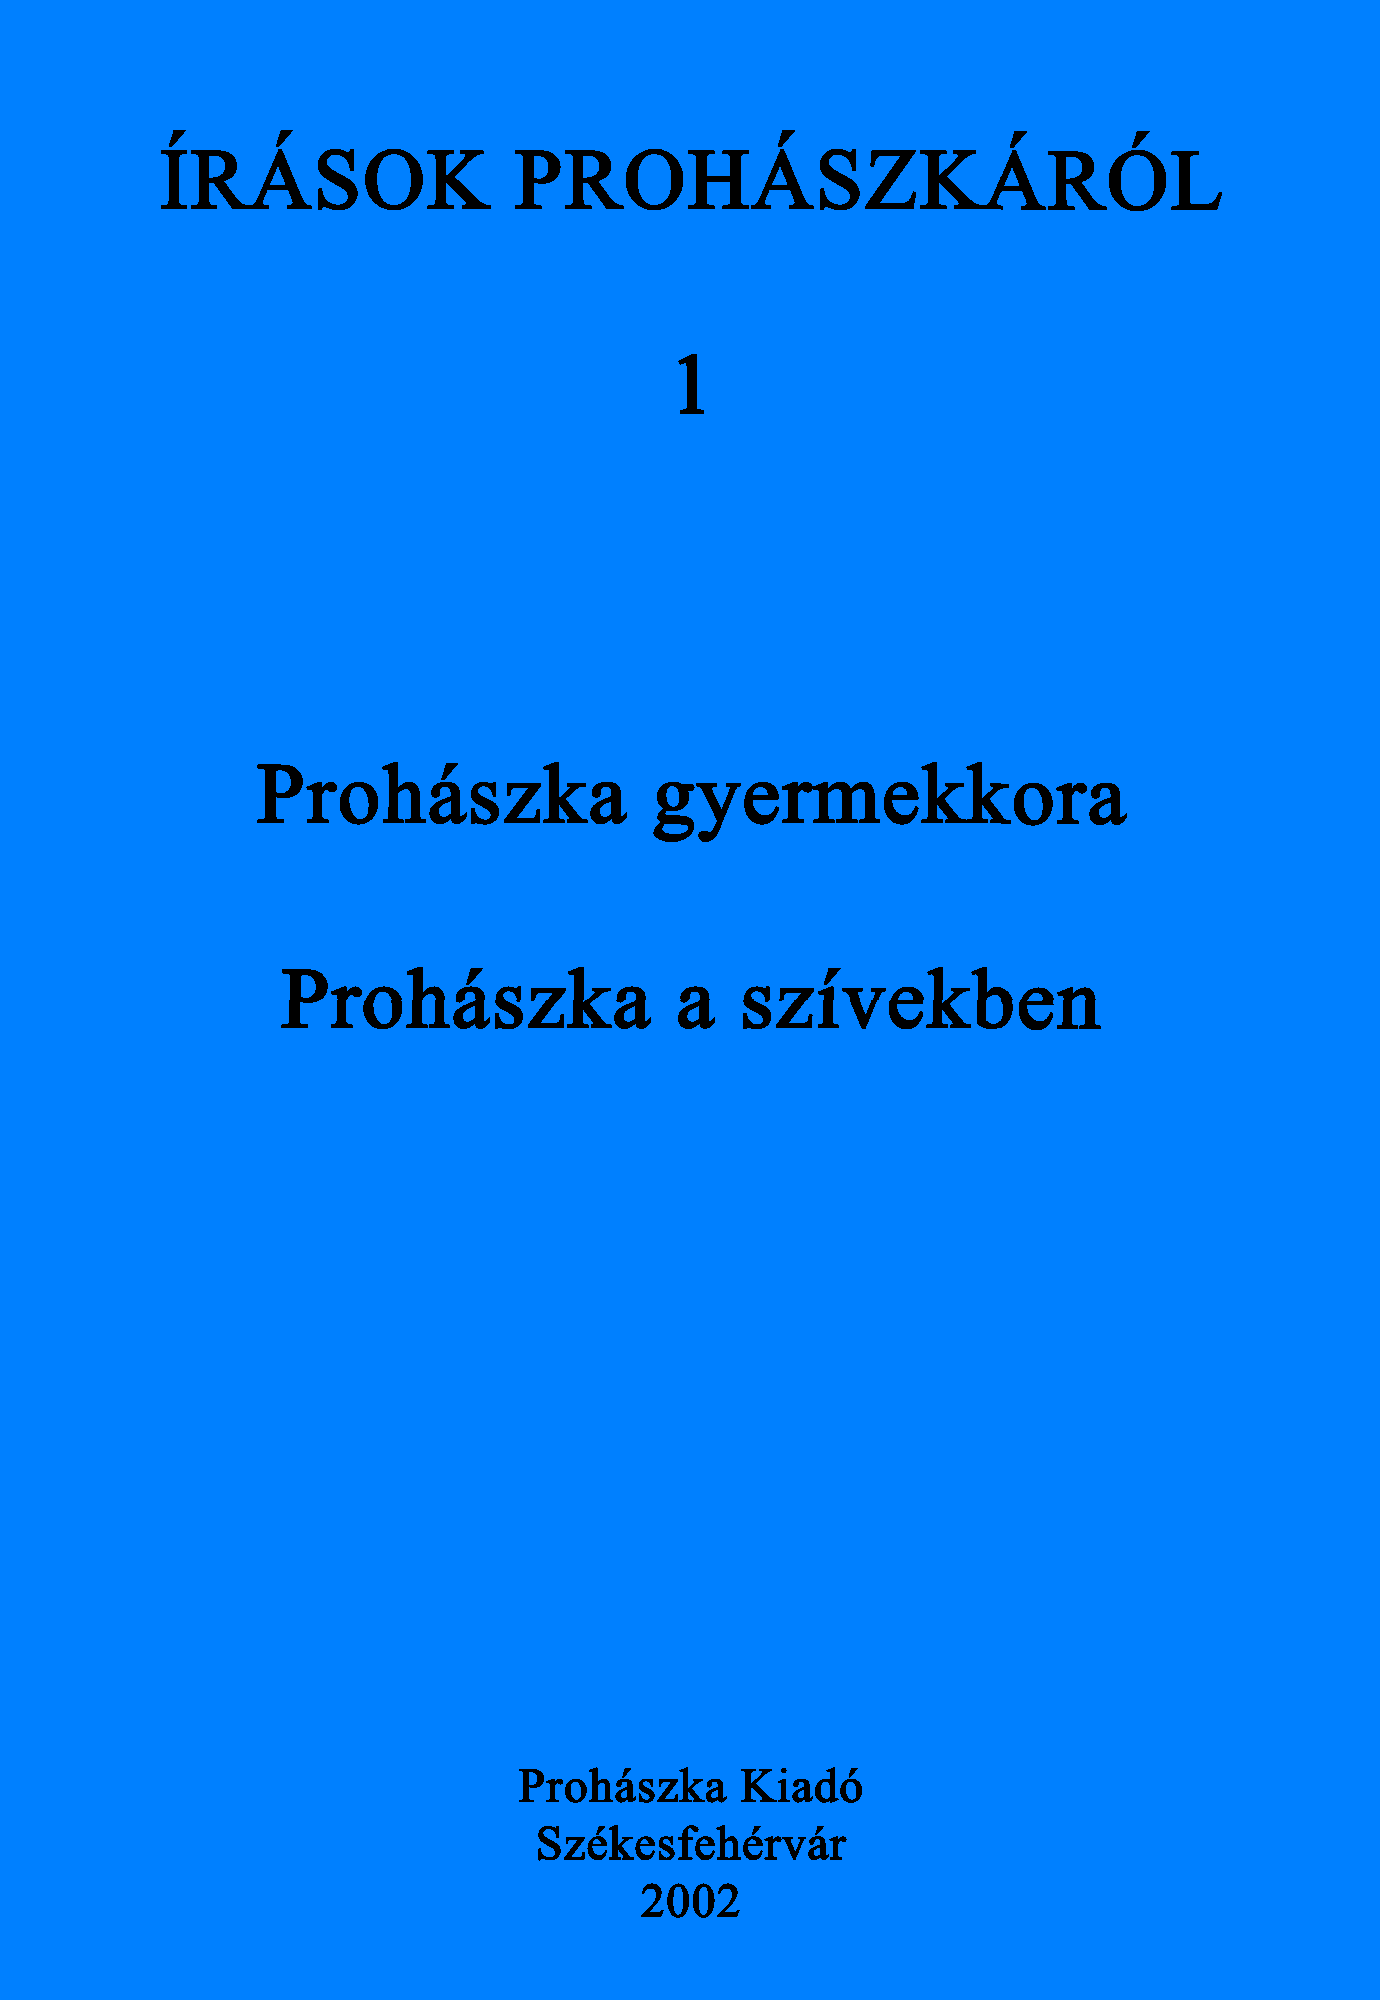 ÍRÁSOK PROHÁSZKÁRÓL
1
Prohászka gyermekkora
Prohászka a szívekben
Prohászka Kiadó
Székesfehérvár
2002